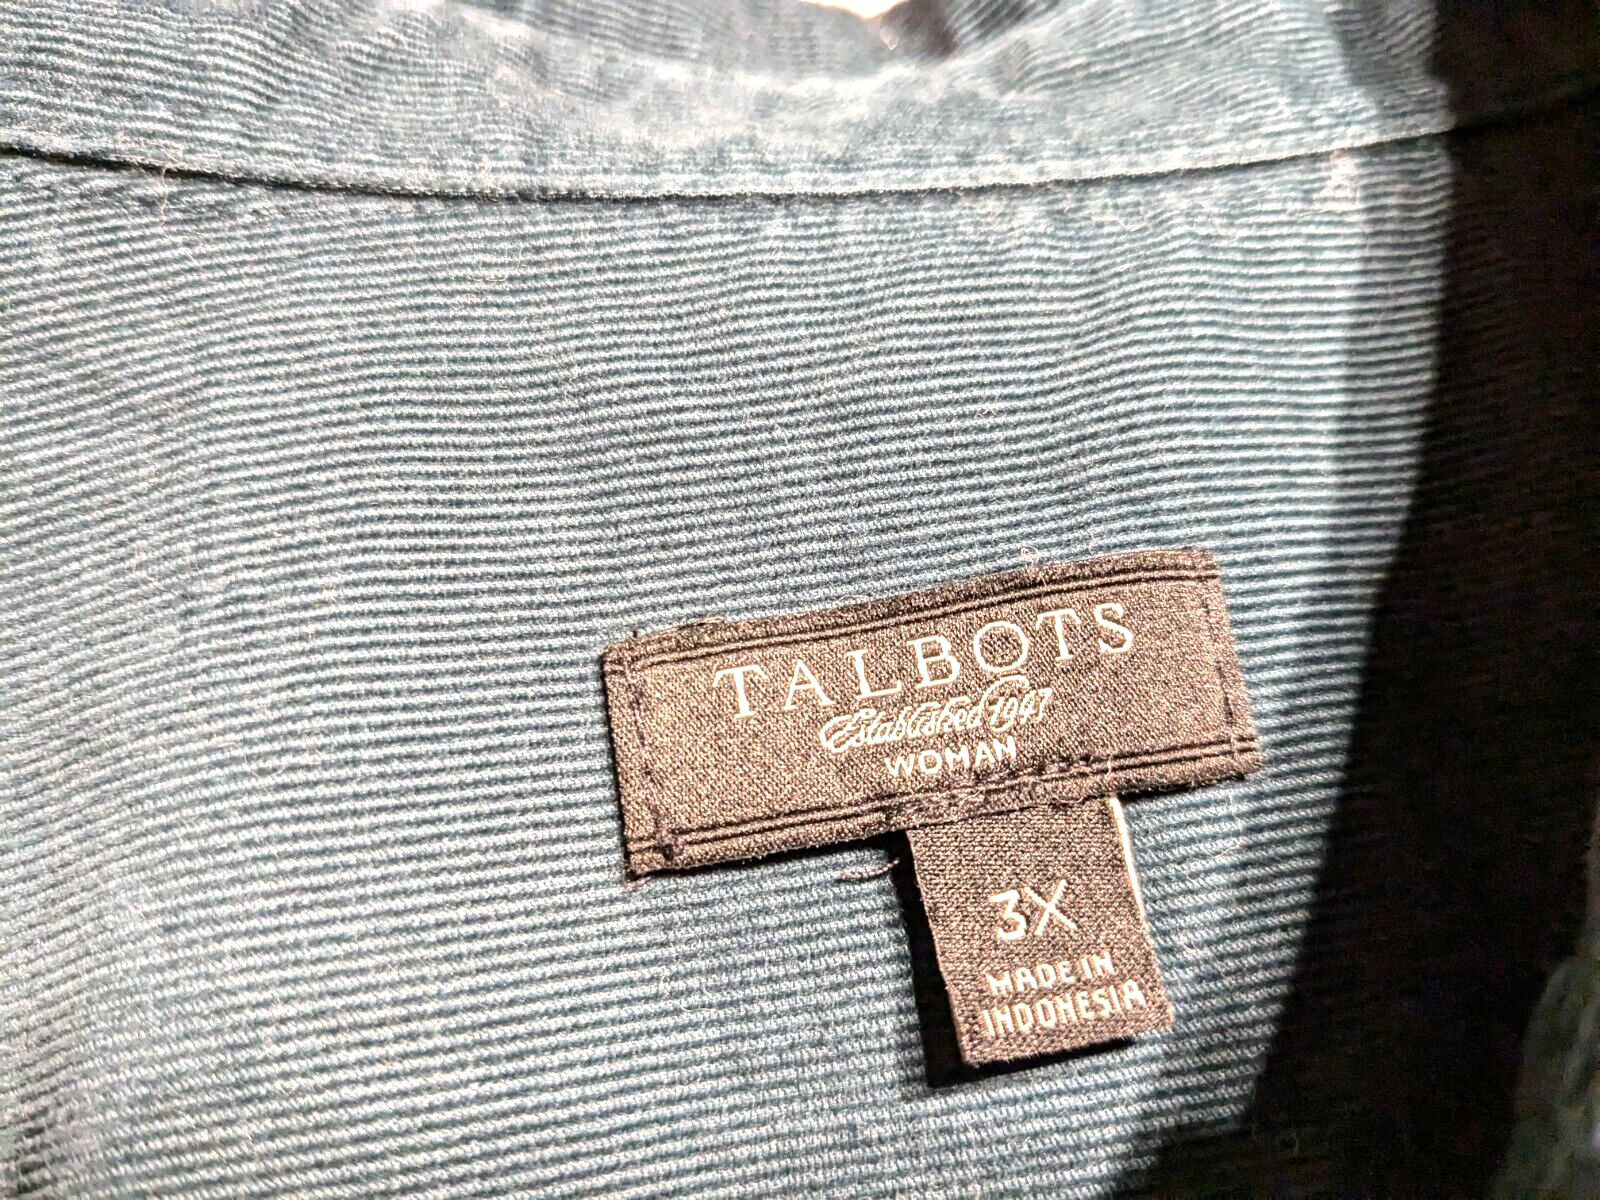 TALBOTS
Established 1947
WOMAN
3X
MADE IN
INDONESIA